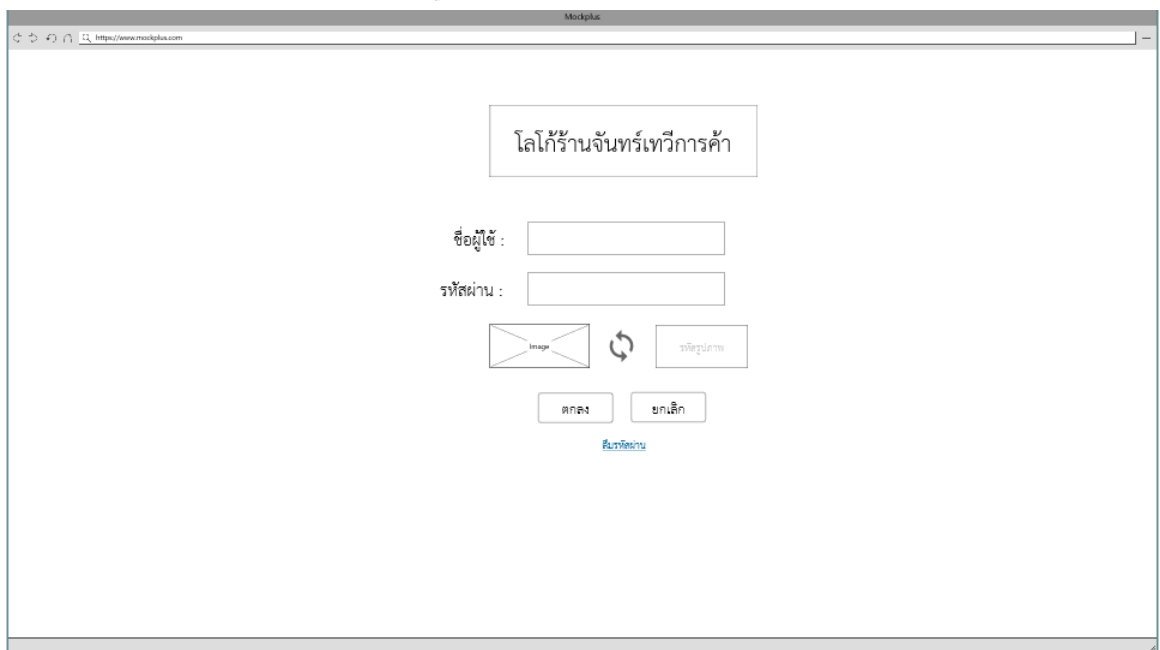 Mockplus
https://www.mockplus.com
โลโก้ร้านจันทร์เทวีการค้า
ชื่อผู้ใช้ :
รหัสผ่าน :
Image
รหัสรูปภาพ
ตกลง ยกเลิก
ลืมรหัสผ่าน